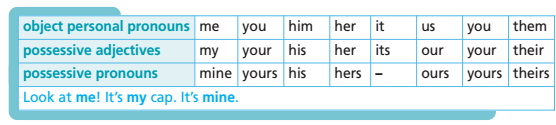 object personal pronouns me you him her it us you them
possessive adjectives my your his her its our your their
possessive pronouns mine yours his hers – ours yours theirs
Look at me! It's my cap. It's mine.